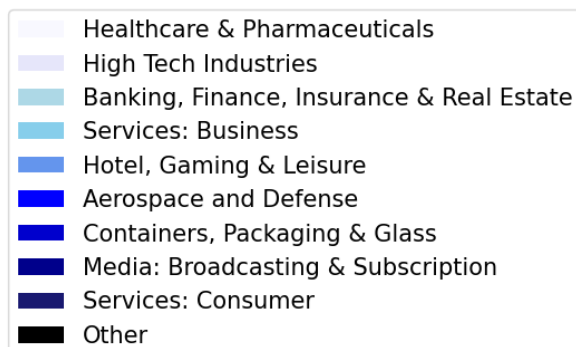 Healthcare & Pharmaceuticals
High Tech Industries
Banking, Finance, Insurance & Real Estate
Services: Business
Hotel, Gaming & Leisure
Aerospace and Defense
Containers, Packaging & Glass
Media: Broadcasting & Subscription
Services: Consumer
Other